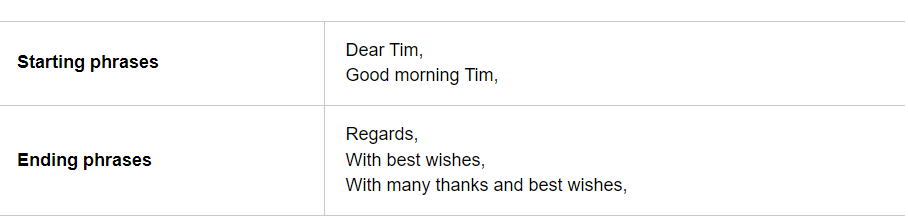 Starting phrases
Dear Tim,
Good morning Tim,
Ending phrases
Regards,
With best wishes,
With many thanks and best wishes,